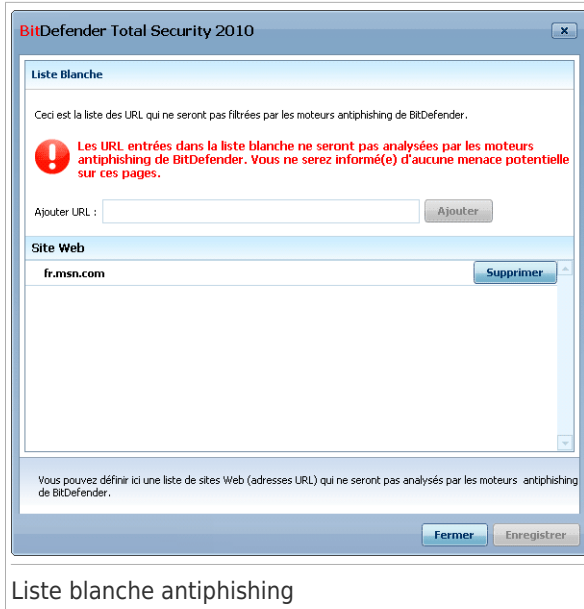 BitDefender Total Security 2010
Liste Blanche
Ceci est la liste des URL qui ne seront pas filtrées par les moteurs antiphishing de BitDefender.
Les URL entrées dans la liste blanche ne seront pas analysées par les moteurs
antiphishing de BitDefender. Vous ne serez informé(e) d'aucune menace potentielle
sur ces pages.
Ajouter URL : Ajouter
Site Web
fr.msn.com Supprimer
Vous pouvez définir ici une liste de sites Web (adresses URL) qui ne seront pas analysés par les moteurs antiphishing
de BitDefender.
Fermer Enregistrer
Liste blanche antiphishing